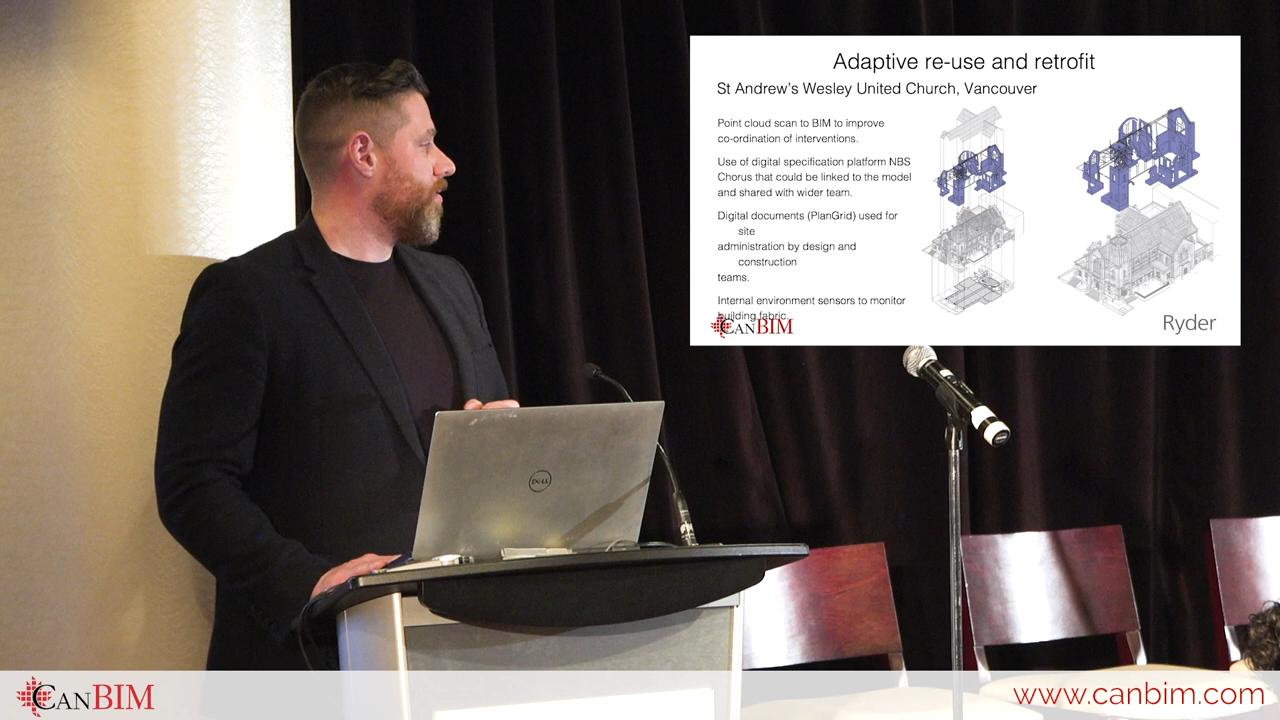 Adaptive re-use and retrofit
St Andrew's Wesley United Church, Vancouver
Point cloud scan to BIM to improve
co-ordination of interventions.
Use of digital specification platform NBS
Chorus that could be linked to the model
and shared with wider team.
Digital documents (PlanGrid) used for
site
administration by design and
construction
teams.
Internal environment sensors to monitor
building fabric.
CanBIM
Ryder
DELL
CanBIM
www.canbim.com